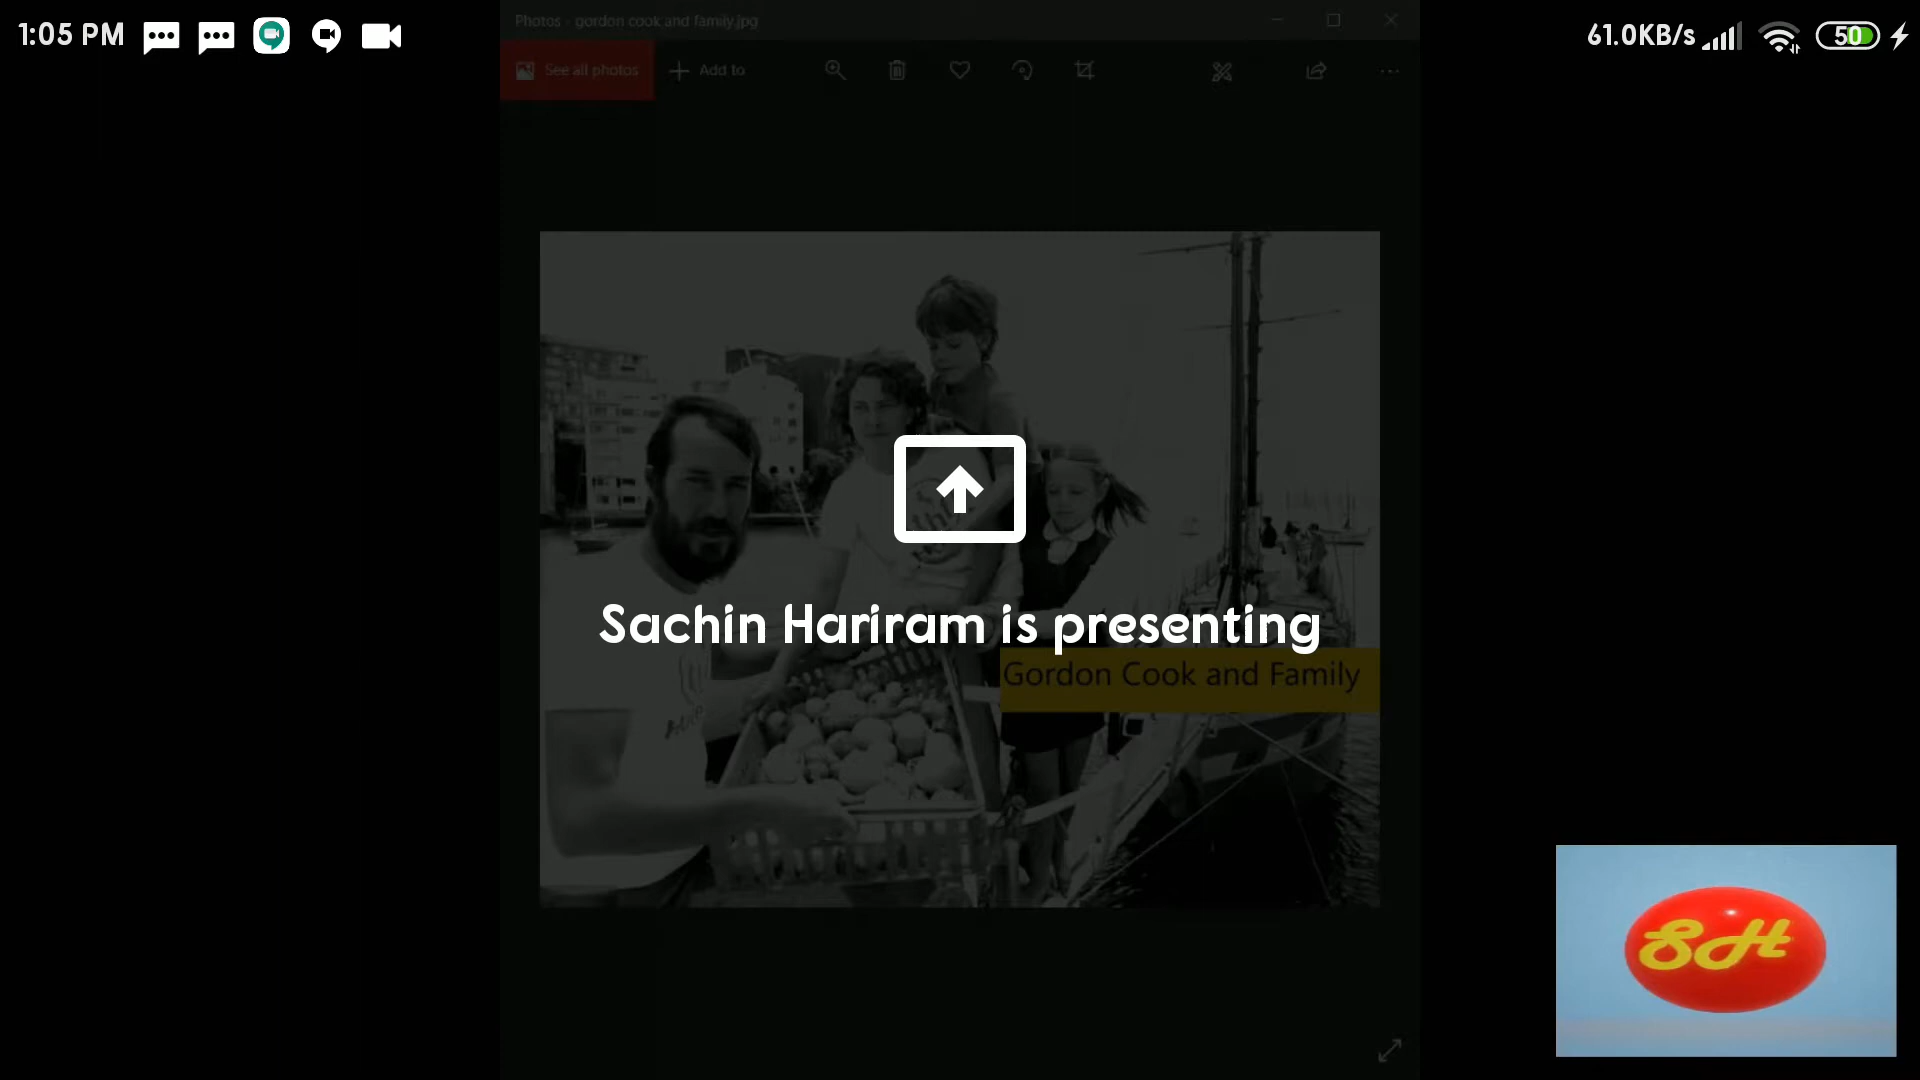 1:05 PM
61.0KB/s
50
Photos - gordon cook and family.jpg
See all photos
Add to
Sachin Hariram is presenting
Gordon Cook and Family
SH